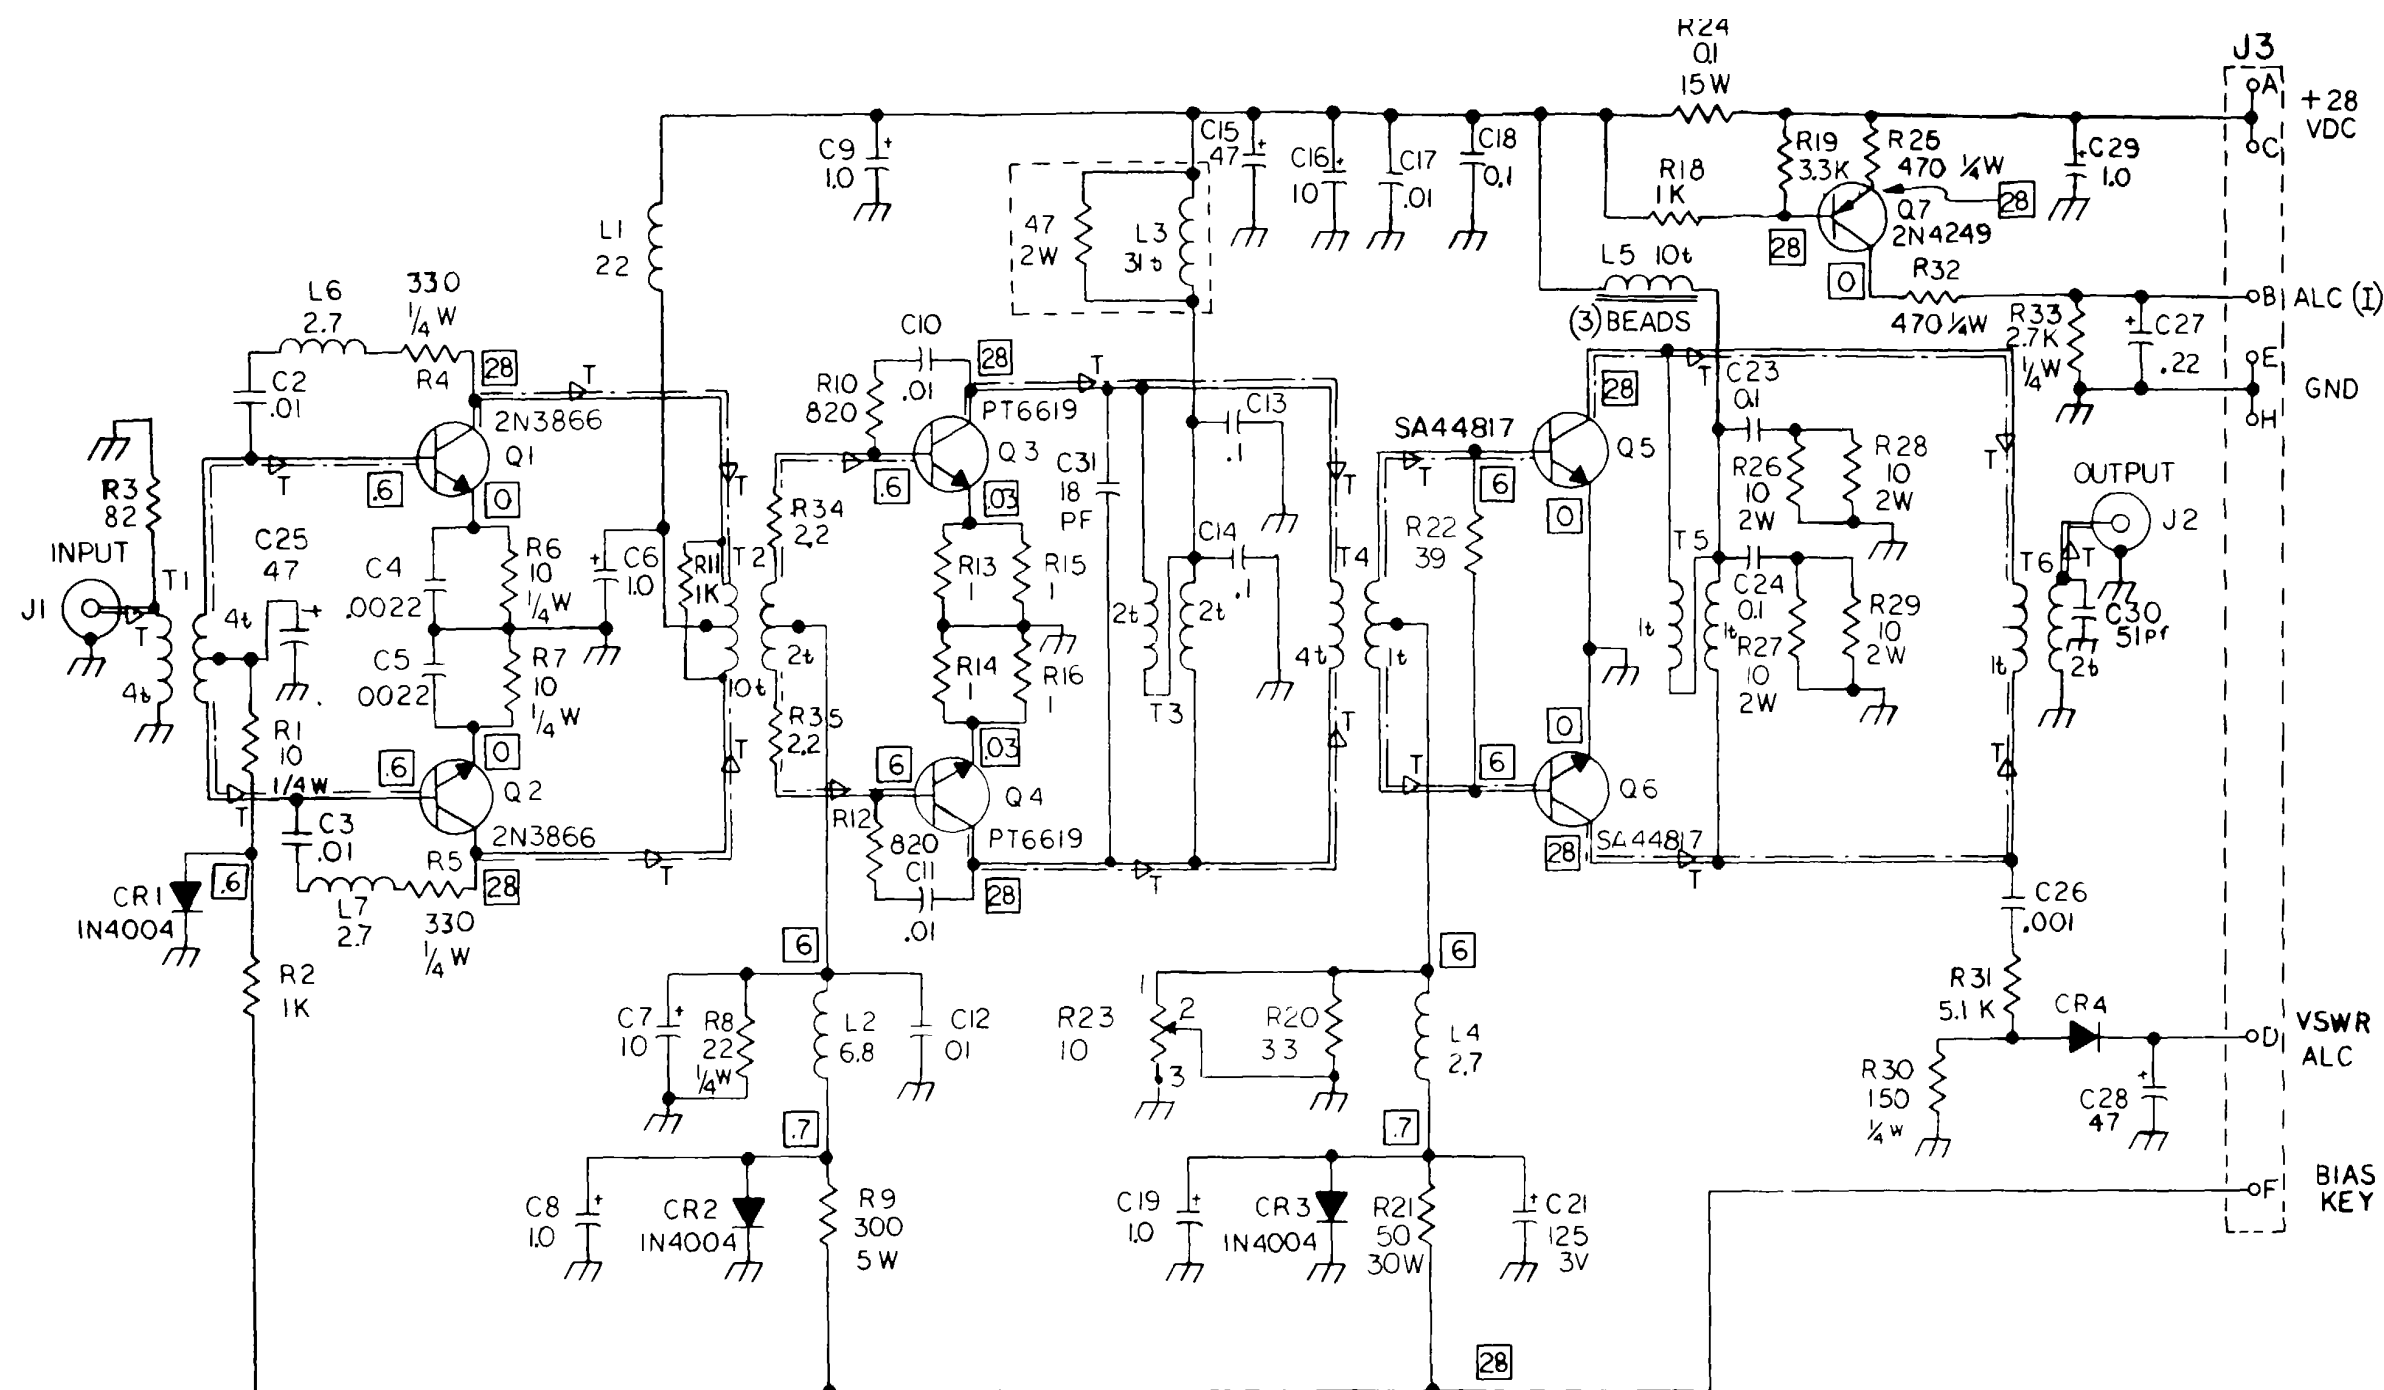 R24
0.1
15W
J3
A
+28
VDC
C
C9
1.0
C15
47
C16
10
C17
.01
C18
0.1
R19
3.3K
R25
470 1/4W
C29
1.0
R18
1K
28
Q7
2N4249
28
0
L1
22
47
2W
L3
31t
L5 10t
(3) BEADS
R32
470 1/4W
B
ALC (I)
R33
2.7K
1/4W
C27
.22
E
GND
H
L6
2.7
330
1/4W
R4
28
T
C2
.01
2N3866
Q1
.6
0
T
R3
82
INPUT
J1
T1
T
C25
47
4t
4t
C4
.0022
R6
10
1/4W
C6
1.0
R11
1K
T2
T
10t
2t
C5
0022
R7
10
1/4W
R1
10
1/4W
.6
0
Q2
2N3866
T
C3
.01
R5
L7
2.7
330
1/4W
28
T
T
CR1
1N4004
.6
R2
1K
C10
.01
R10
820
28
T
PT6619
Q3
.6
.03
R34
2.2
R13
1
R15
1
R14
1
R16
1
R35
2.2
.03
6
Q4
PT6619
R12
820
C11
.01
28
T
C31
18
PF
C13
.1
C14
.1
2t
2t
T3
T
T4
4t
1t
T
SA44817
T
6
Q5
28
0
R22
39
0
6
T
Q6
28
SA44817
T
T
C23
0.1
R26
10
2W
R28
10
2W
T5
1t
1t
C24
0.1
R27
10
2W
R29
10
2W
T
OUTPUT
J2
T6
T
C30
51pf
1t
2t
T
C26
.001
R31
5.1K
CR4
D
VSWR
ALC
R30
150
1/4W
C28
47
6
C7
10
R8
22
1/4W
L2
6.8
C12
01
.7
C8
1.0
CR2
1N4004
R9
300
5W
6
1
2
3
R23
10
R20
33
L4
2.7
.7
C19
1.0
CR3
1N4004
R21
50
30W
C21
125
3V
F
BIAS
KEY
28